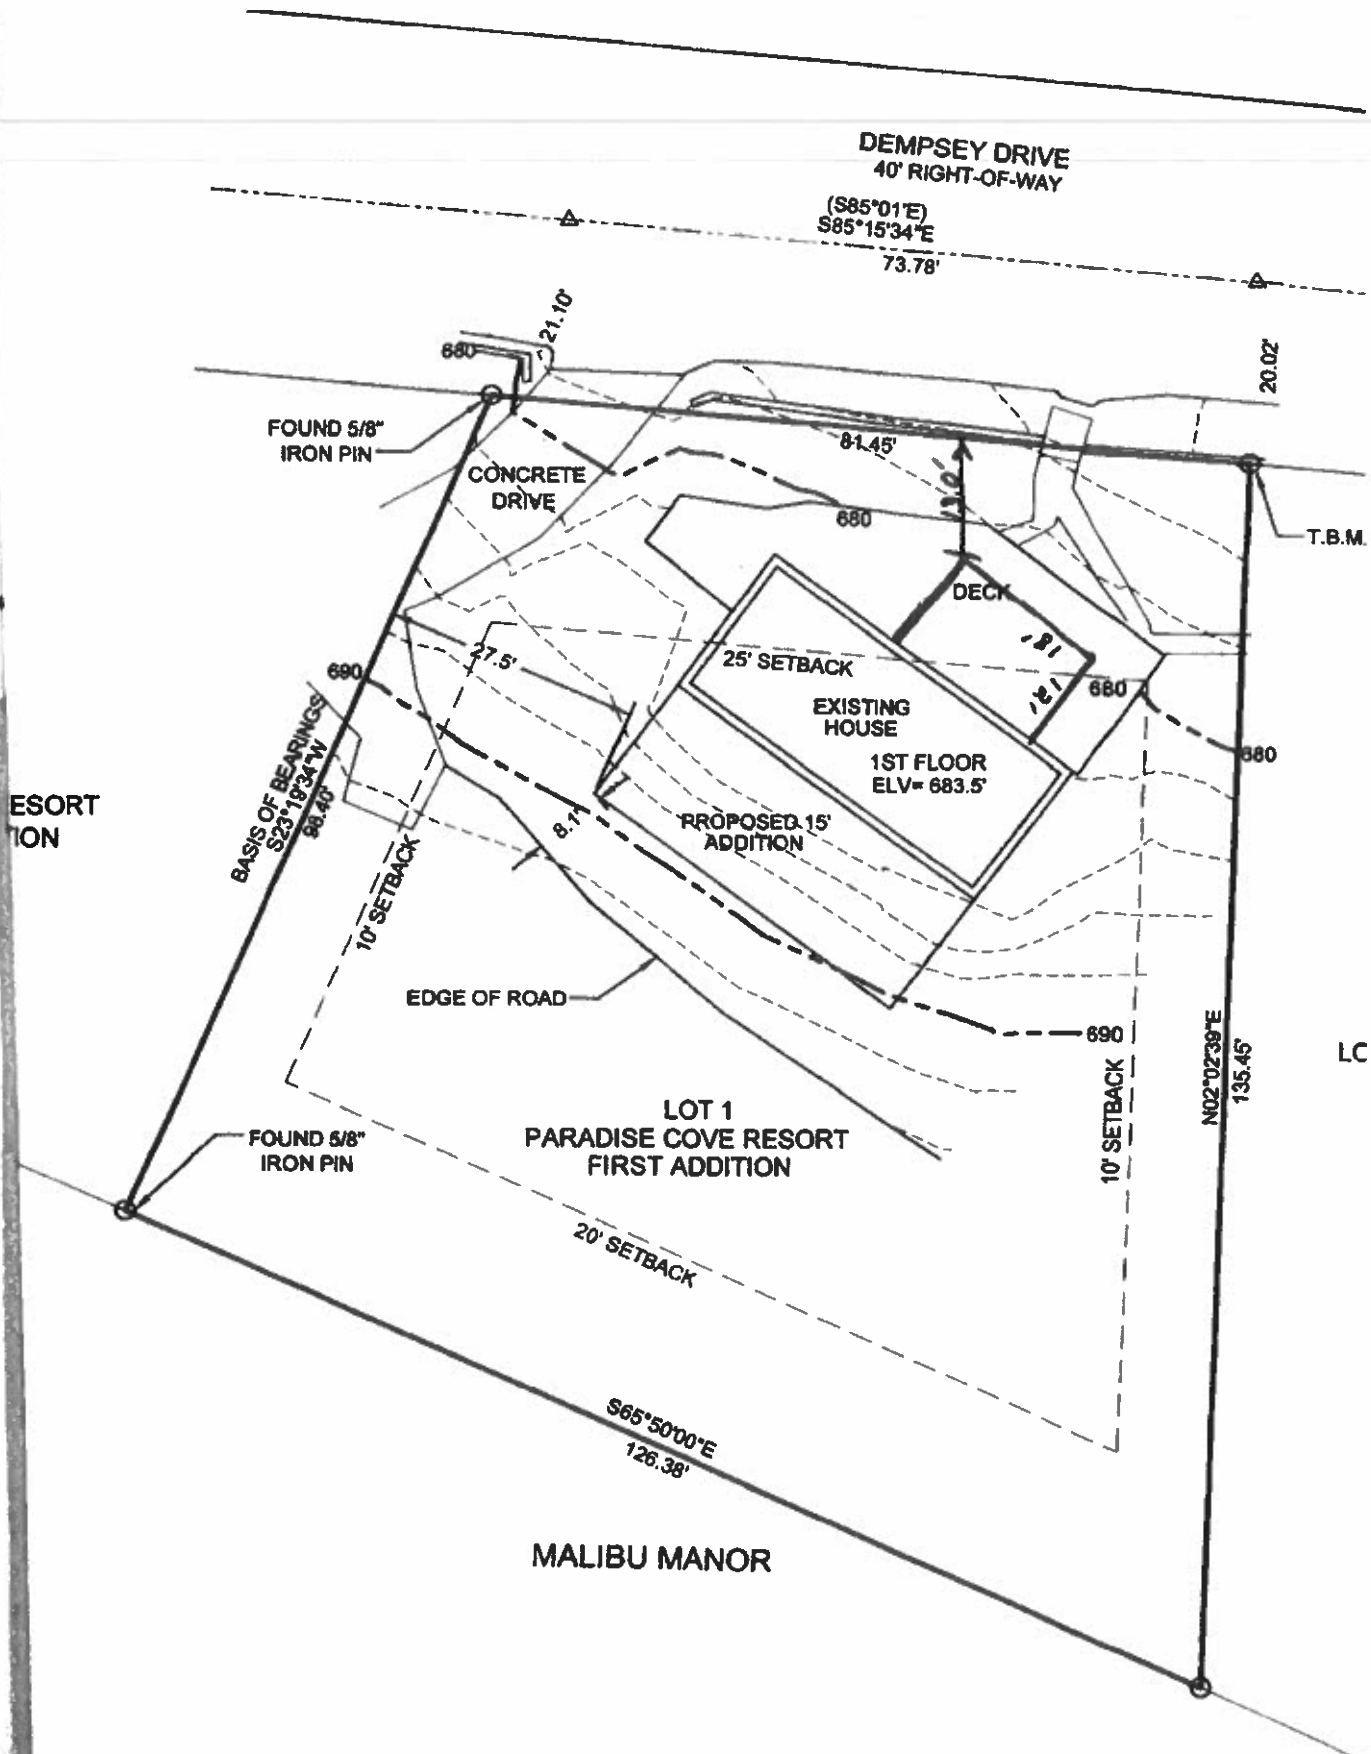 DEMPSEY DRIVE
40' RIGHT-OF-WAY
(S85°01'E)
S85°15'34"E
73.78'
21.10'
20.02'
680
FOUND 5/8"
IRON PIN
CONCRETE
DRIVE
81.45'
680
T.B.M.
DECK
18'
12'
27.5'
25' SETBACK
680
690
EXISTING
HOUSE
1ST FLOOR
ELV= 683.5'
680
BASIS OF BEARINGS
S23°19'34"W
98.40'
ESORT
ION
8.1'
PROPOSED 15'
ADDITION
10' SETBACK
EDGE OF ROAD
690
N02°02'39"E
135.45'
LO
10' SETBACK
LOT 1
PARADISE COVE RESORT
FIRST ADDITION
FOUND 5/8"
IRON PIN
20' SETBACK
S65°50'00"E
126.38'
MALIBU MANOR